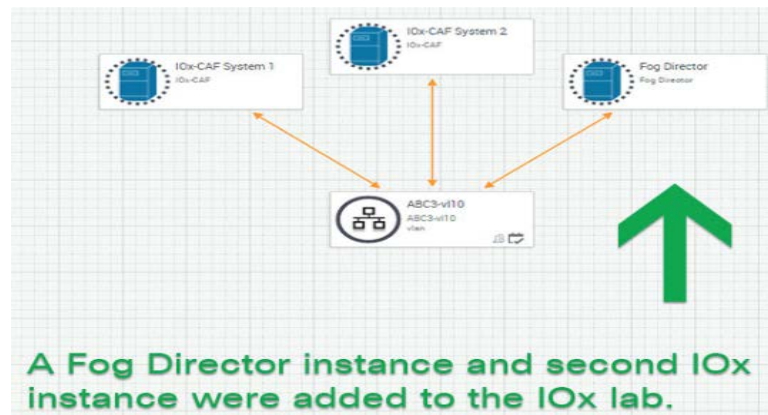 IOx-CAF System 1
IOx-CAF
IOx-CAF System 2
IOx-CAF
Fog Director
Fog Director
ABC3-vl10
ABC3-vl10
vlan
A Fog Director instance and second IOx
instance were added to the IOx lab.